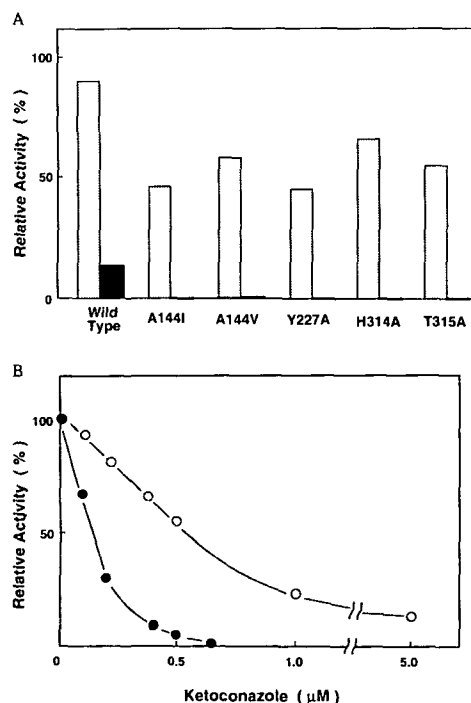 A
Relative Activity ( % )
100
50
0
Wild Type
A144I
A144V
Y227A
H314A
T315A
B
Relative Activity ( % )
100
50
0
0.5
1.0
5.0
Ketoconazole ( μM )